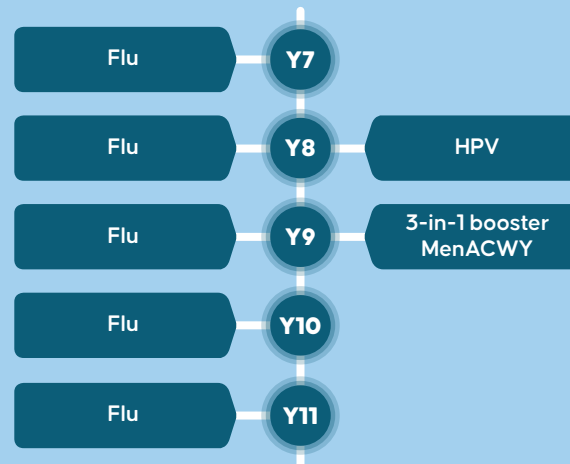 Flu
Y7
Flu
Y8
HPV
Flu
Y9
3-in-1 booster
MenACWY
Flu
Y10
Flu
Y11